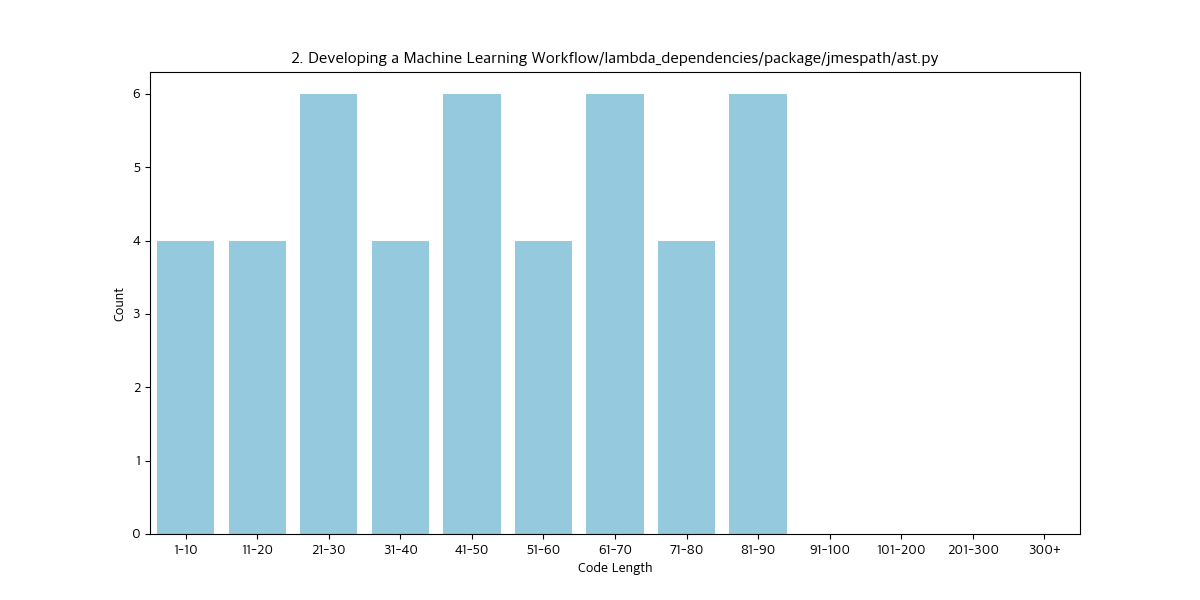 2. Developing a Machine Learning Workflow/lambda_dependencies/package/jmespath/ast.py
6
5
4
3
2
1
0
Count
1-10 11-20 21-30 31-40 41-50 51-60 61-70 71-80 81-90 91-100 101-200 201-300 300+
Code Length